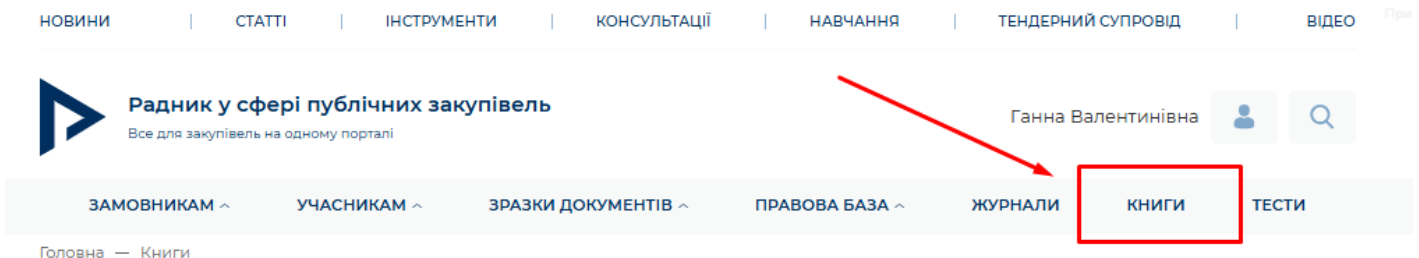 НОВИНИ | СТАТТІ | ІНСТРУМЕНТИ | КОНСУЛЬТАЦІЇ | НАВЧАННЯ | ТЕНДЕРНИЙ СУПРОВІД | ВІДЕО При
Радник у сфері публічних закупівель
Все для закупівель на одному порталі
Ганна Валентинівна
ЗАМОВНИКАМ УЧАСНИКАМ ЗРАЗКИ ДОКУМЕНТІВ ПРАВОВА БАЗА ЖУРНАЛИ КНИГИ ТЕСТИ
Головна — Книги